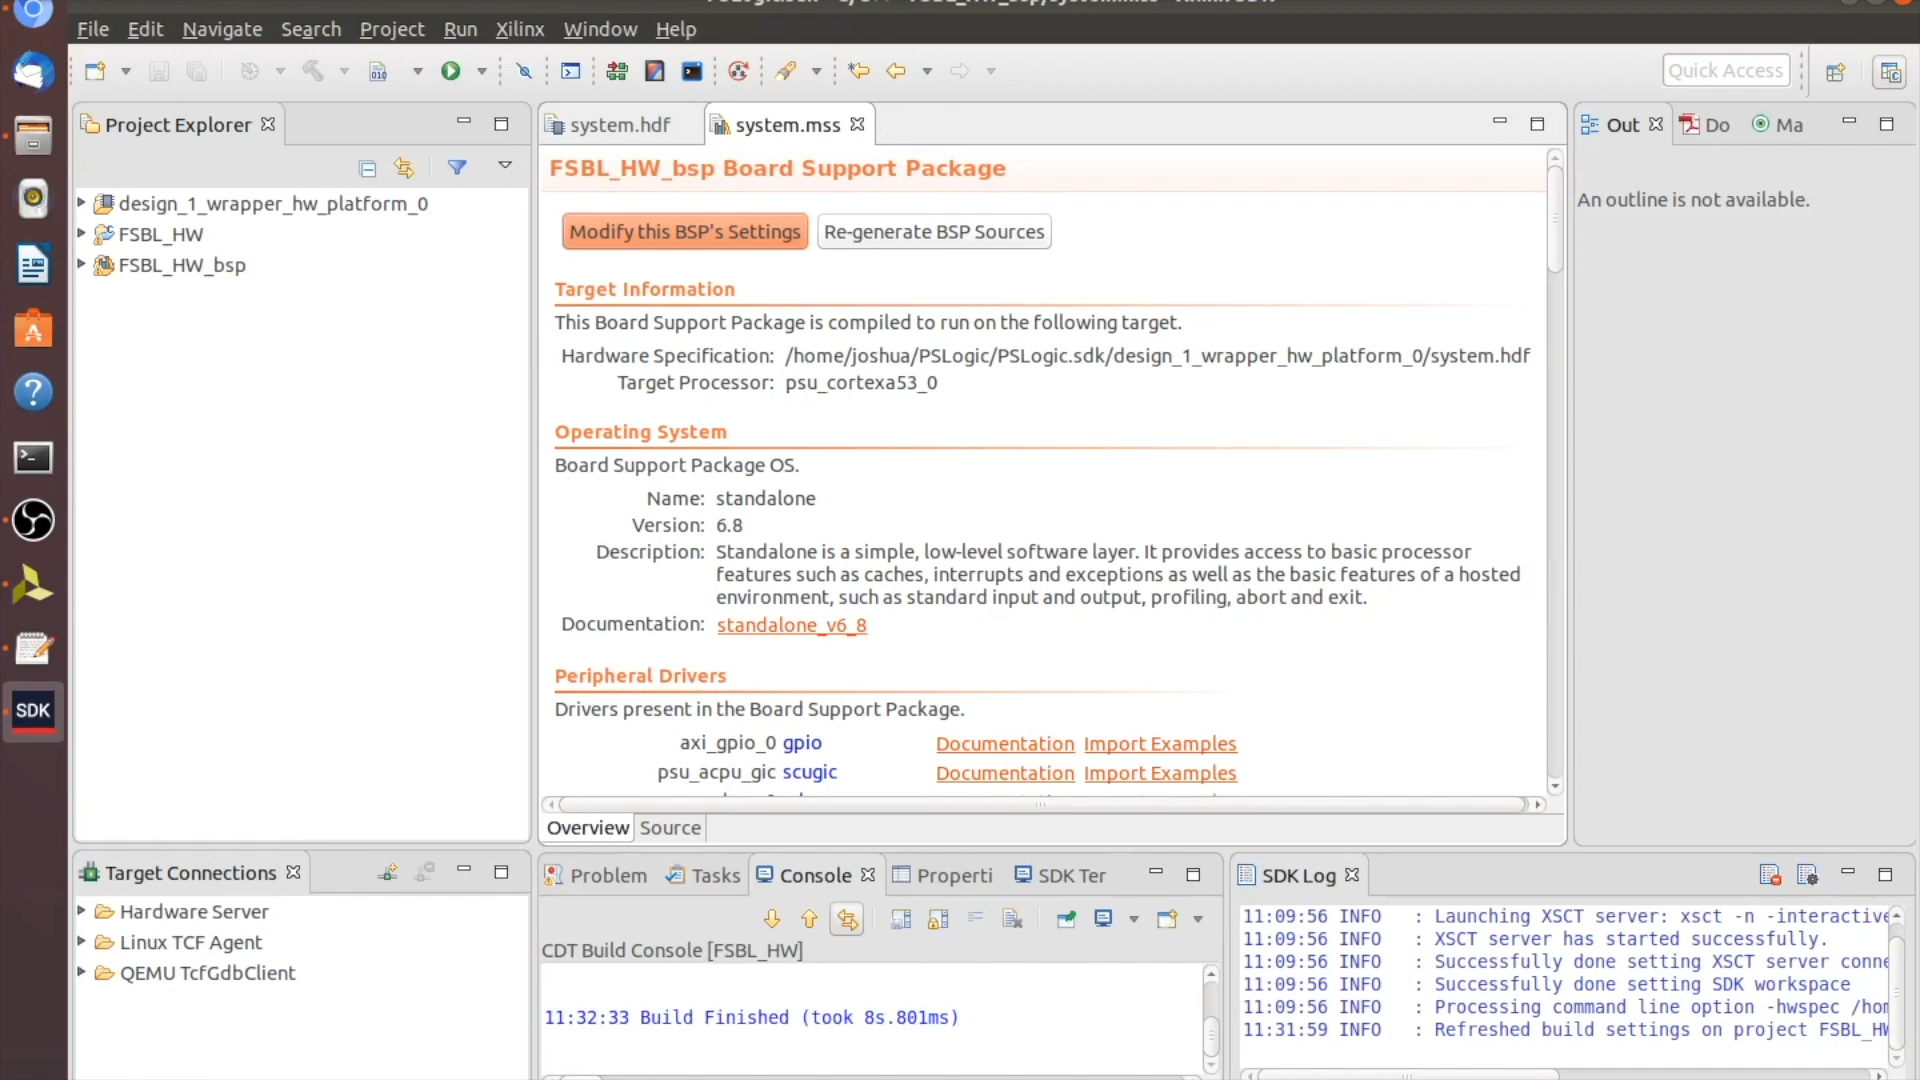 File Edit Navigate Search Project Run Xilinx Window Help
Quick Access
Project Explorer
design_1_wrapper_hw_platform_0
FSBL_HW
FSBL_HW_bsp
system.hdf
system.mss
FSBL_HW_bsp Board Support Package
Modify this BSP's Settings
Re-generate BSP Sources
Target Information
This Board Support Package is compiled to run on the following target.
Hardware Specification: /home/joshua/PSLogic/PSLogic.sdk/design_1_wrapper_hw_platform_0/system.hdf
Target Processor: psu_cortexa53_0
Operating System
Board Support Package OS.
Name: standalone
Version: 6.8
Description: Standalone is a simple, low-level software layer. It provides access to basic processor
features such as caches, interrupts and exceptions as well as the basic features of a hosted
environment, such as standard input and output, profiling, abort and exit.
Documentation: standalone_v6_8
Peripheral Drivers
Drivers present in the Board Support Package.
axi_gpio_0 gpio Documentation Import Examples
psu_acpu_gic scugic Documentation Import Examples
Overview Source
Out Do Ma
An outline is not available.
Target Connections
Hardware Server
Linux TCF Agent
QEMU TcfGdbClient
Problem Tasks Console Properti SDK Ter
CDT Build Console [FSBL_HW]
11:32:33 Build Finished (took 8s.801ms)
SDK Log
11:09:56 INFO : Launching XSCT server: xsct -n -interactive
11:09:56 INFO : XSCT server has started successfully.
11:09:56 INFO : Successfully done setting XSCT server conne
11:09:56 INFO : Successfully done setting SDK workspace
11:09:56 INFO : Processing command line option -hwspec /hom
11:31:59 INFO : Refreshed build settings on project FSBL_HW
SDK